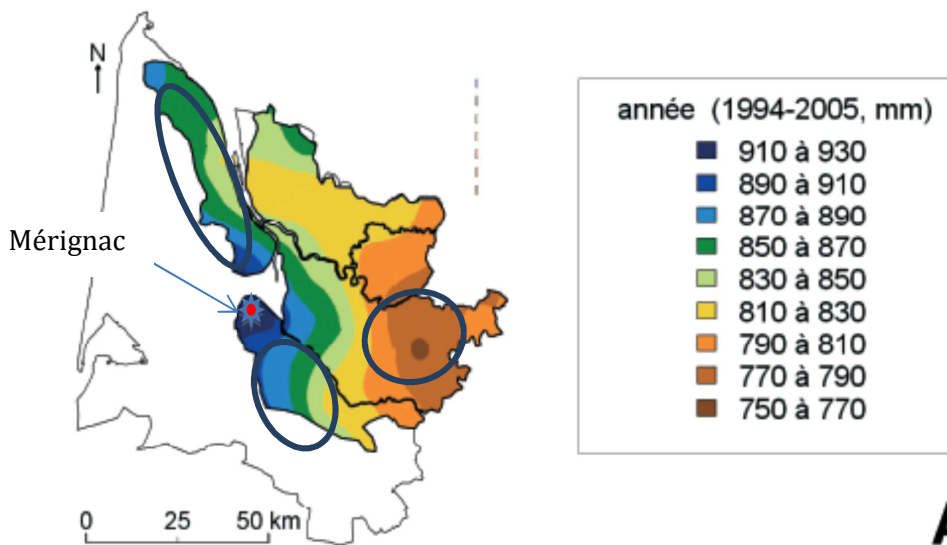 N
Mérignac
0 25 50 km
année (1994-2005, mm)
910 à 930
890 à 910
870 à 890
850 à 870
830 à 850
810 à 830
790 à 810
770 à 790
750 à 770